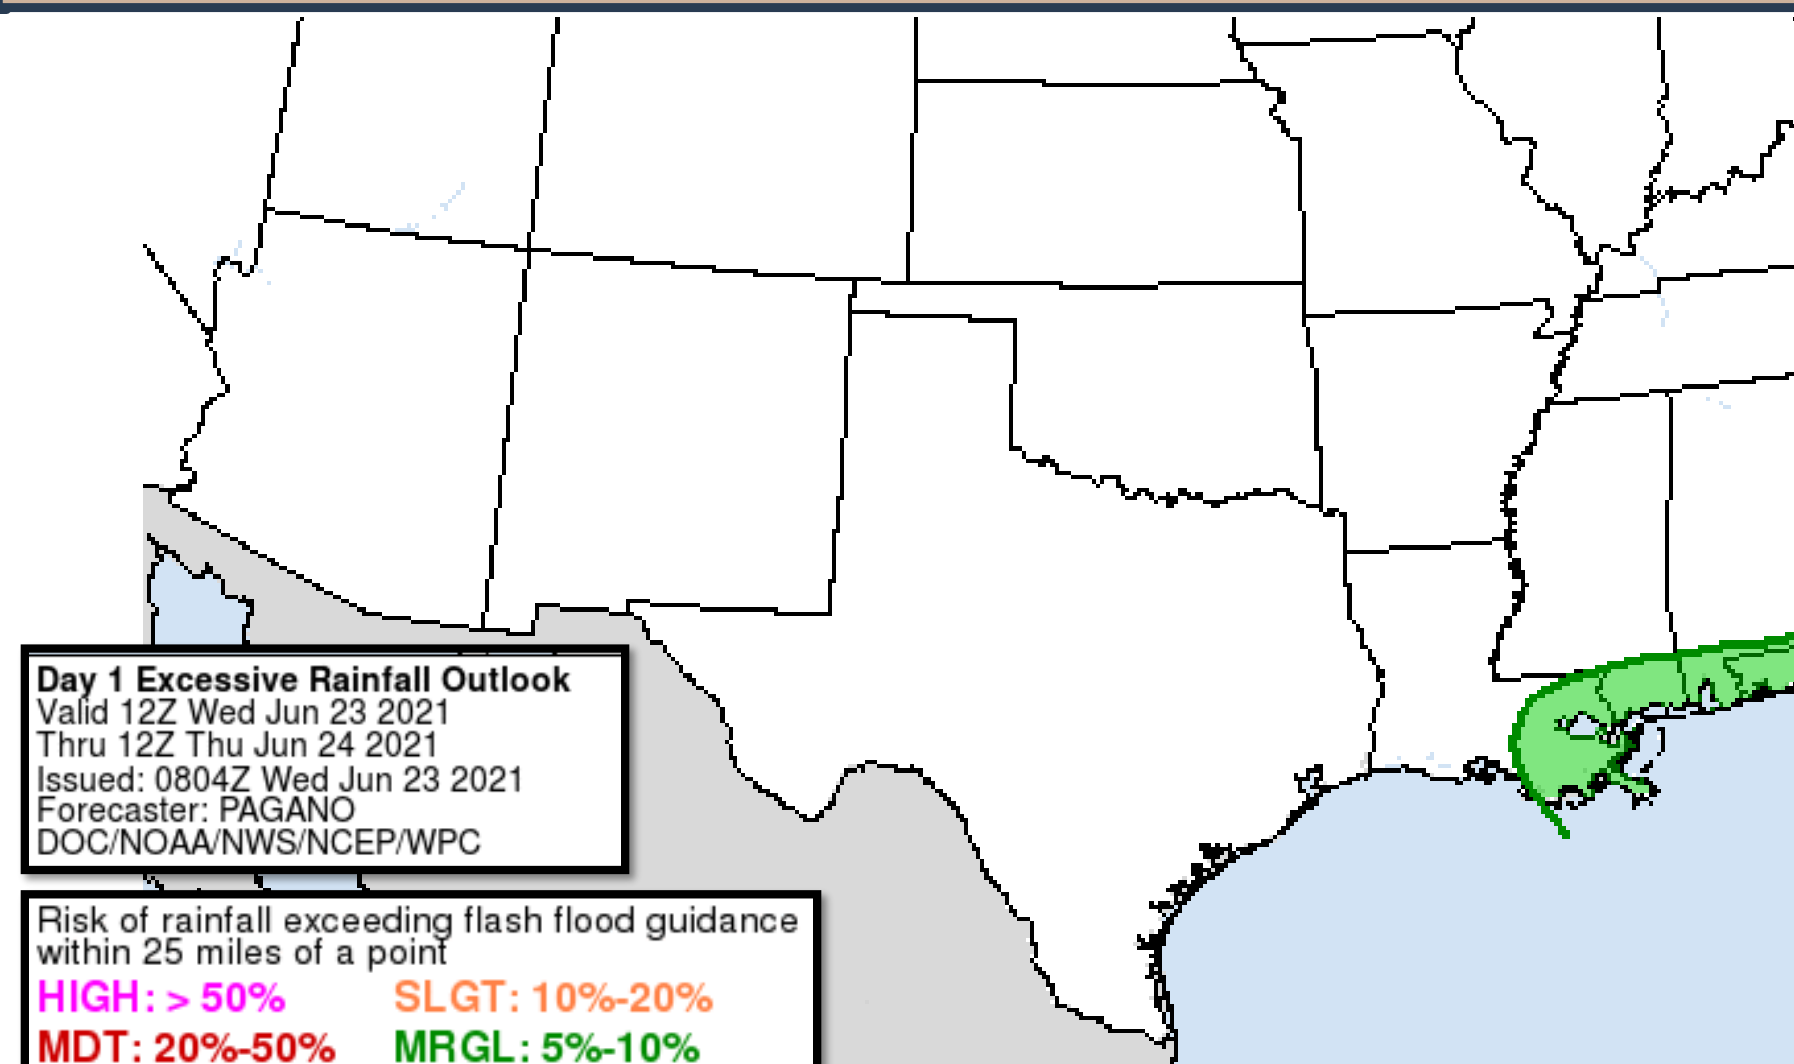 Day 1 Excessive Rainfall Outlook
Valid 12Z Wed Jun 23 2021
Thru 12Z Thu Jun 24 2021
Issued: 0804Z Wed Jun 23 2021
Forecaster: PAGANO
DOC/NOAA/NWS/NCEP/WPC
Risk of rainfall exceeding flash flood guidance
within 25 miles of a point
HIGH: > 50% SLGT: 10%-20%
MDT: 20%-50% MRGL: 5%-10%